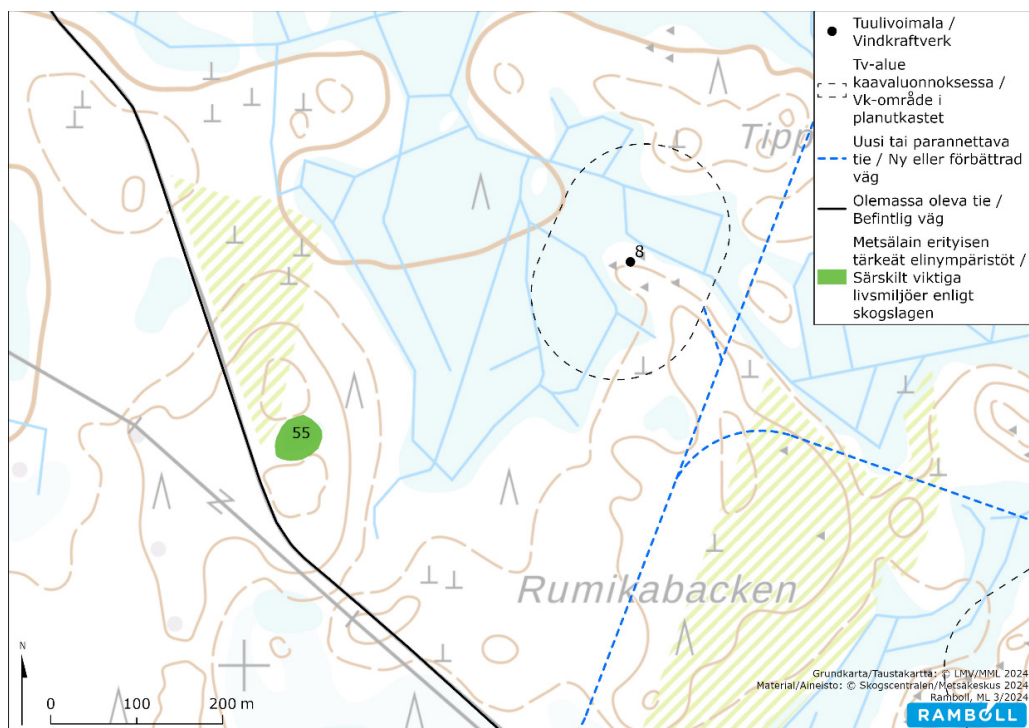 Tuulivoimala /
Vindkraftverk
Tv-alue
kaavaluonnoksessa /
Vk-område i
planutkastet
Uusi tai parannettava
tie / Ny eller förbättrad
väg
Olemassa oleva tie /
Befintlig väg
Metsälain erityisen
tärkeät elinympäristöt /
Särskilt viktiga
livsmiljöer enligt
skogslagen
Tipp
8
55
Rumikabacken
N
0 100 200 m
Grundkarta/Taustakartta: © LMV/MML 2024
Material/Aineisto: © Skogscentralen/Metsäkeskus 2024
Ramboll, ML 3/2024
RAMBOLL